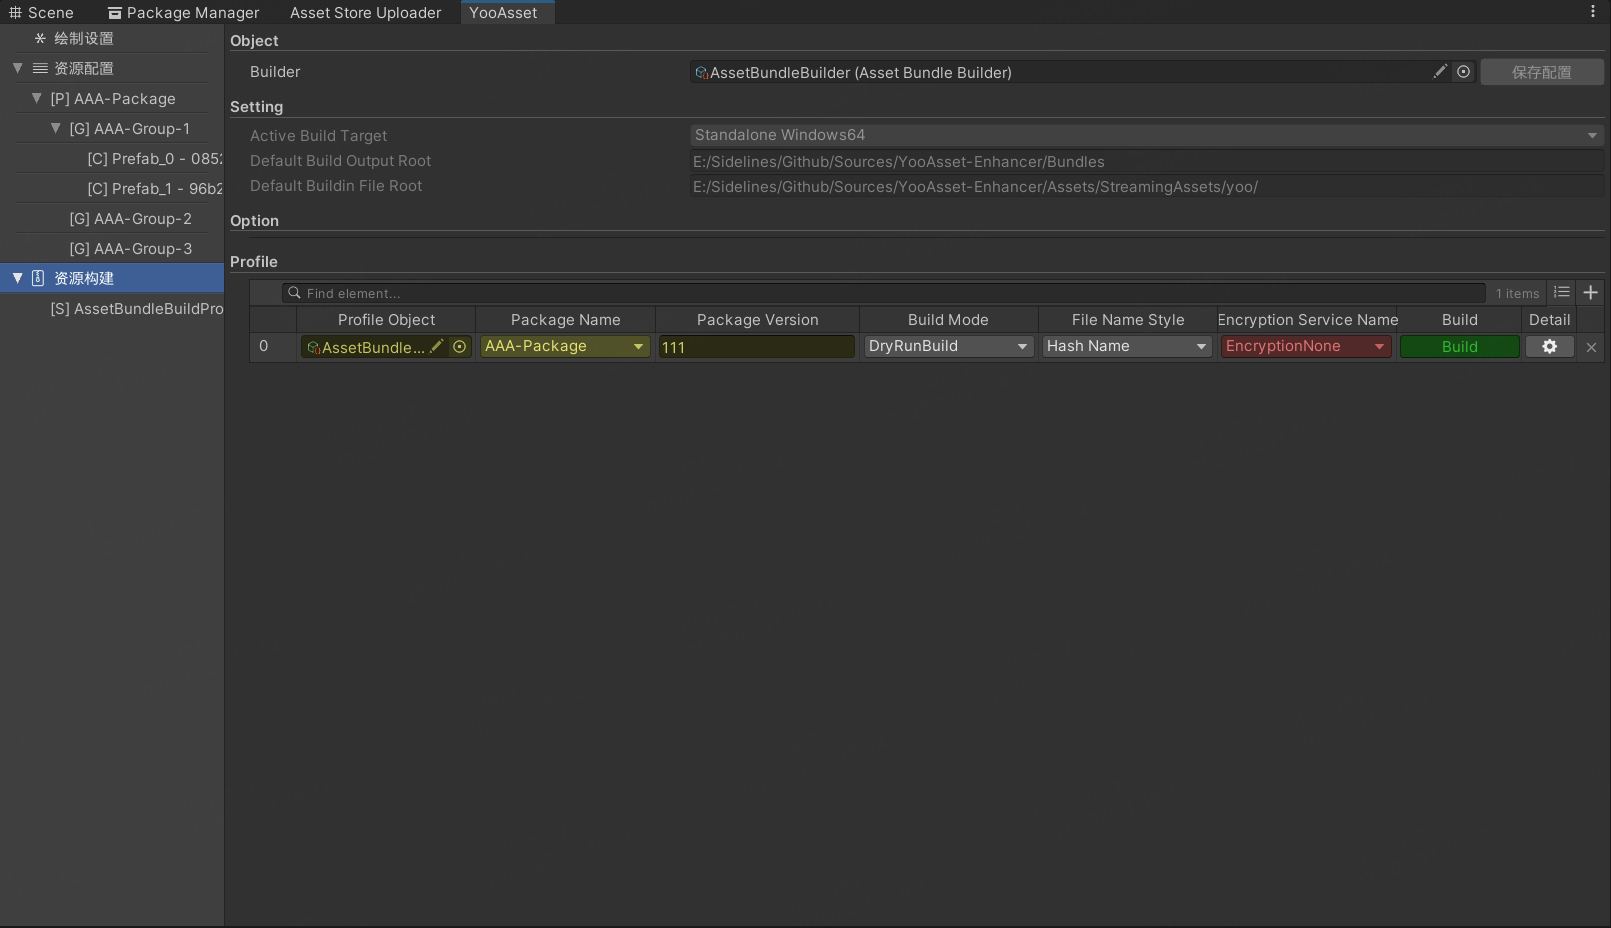 Scene Package Manager Asset Store Uploader YooAsset
绘制设置
资源配置
[P] AAA-Package
[G] AAA-Group-1
[C] Prefab_0 - 085
[C] Prefab_1 - 96b2
[G] AAA-Group-2
[G] AAA-Group-3
资源构建
[S] AssetBundleBuildPro
Object
Builder AssetBundleBuilder (Asset Bundle Builder) 保存配置
Setting
Active Build Target Standalone Windows64
Default Build Output Root E:/Sidelines/Github/Sources/YooAsset-Enhancer/Bundles
Default Buildin File Root E:/Sidelines/Github/Sources/YooAsset-Enhancer/Assets/StreamingAssets/yoo/
Option
Profile
Find element... 1 items
Profile Object Package Name Package Version Build Mode File Name Style Encryption Service Name Build Detail
0 AssetBundle... AAA-Package 111 DryRunBuild Hash Name EncryptionNone Build